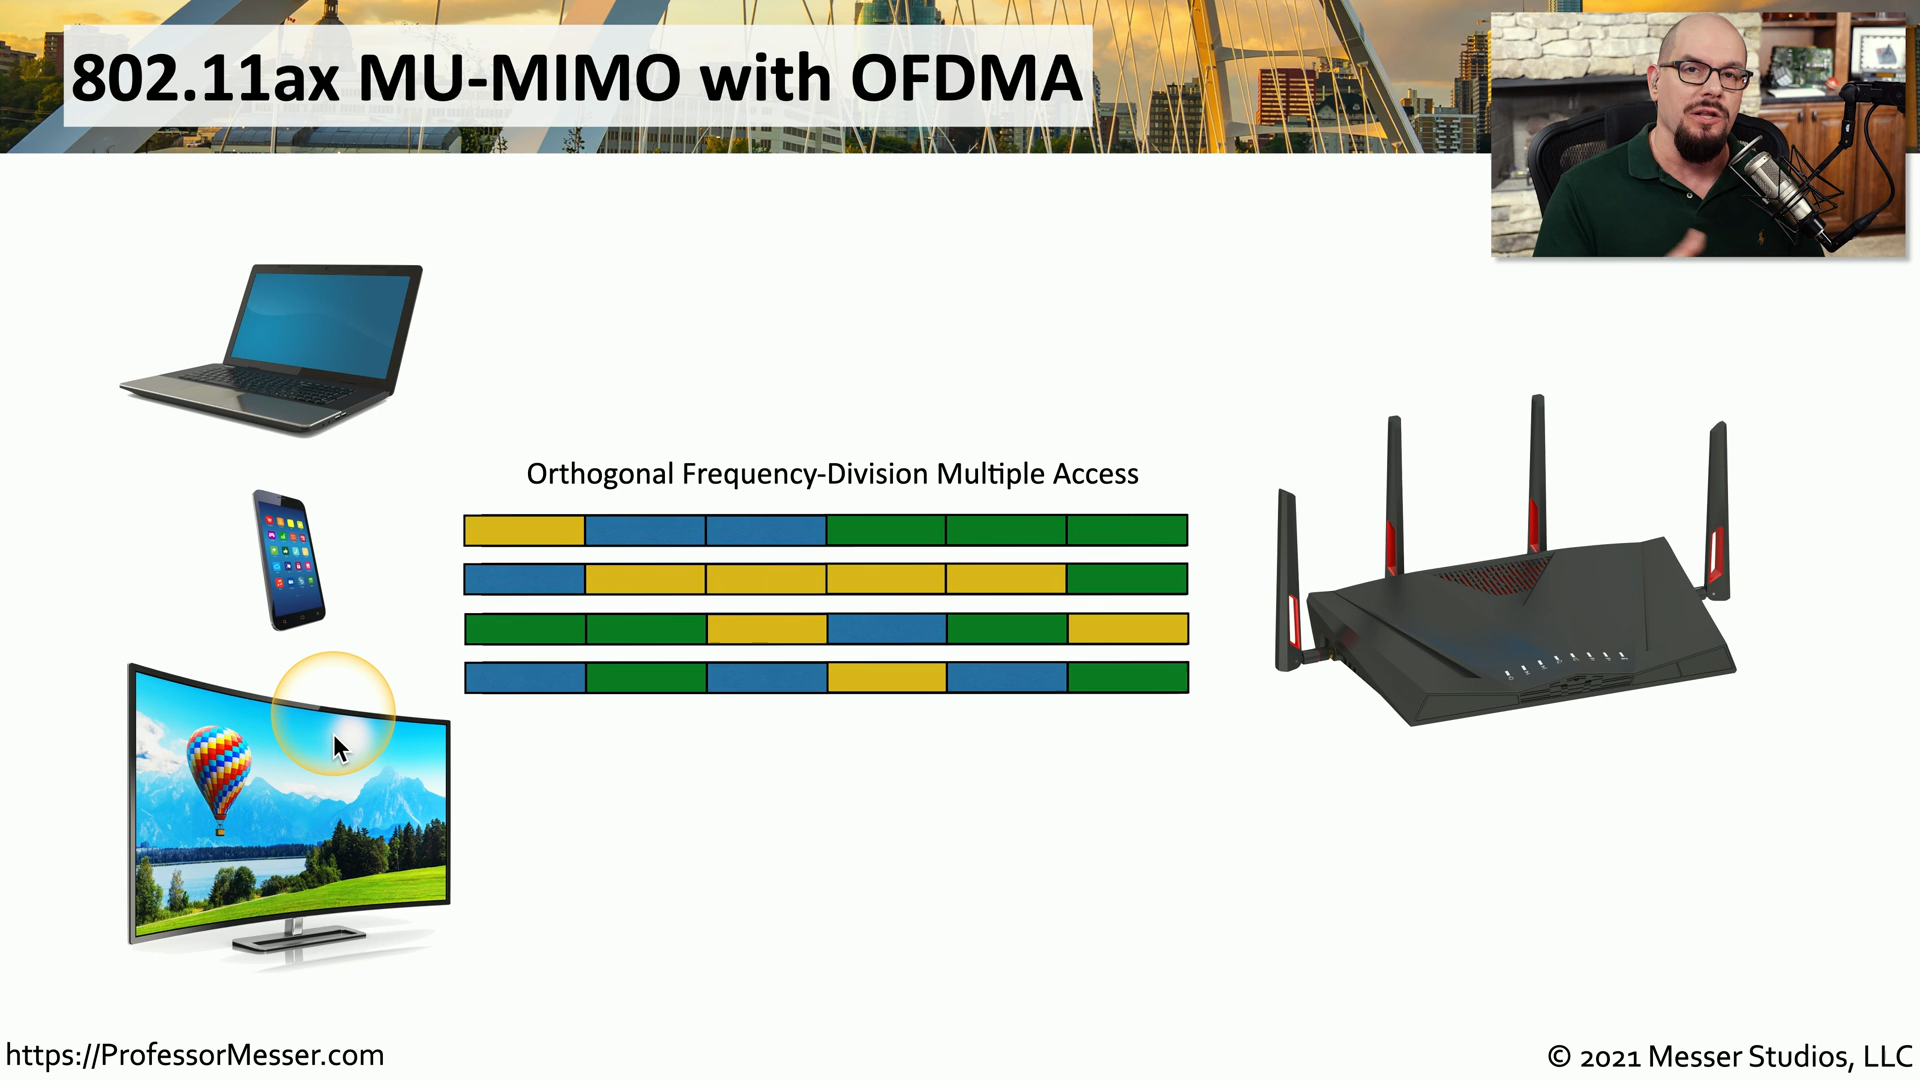 802.11ax MU-MIMO with OFDMA
Orthogonal Frequency-Division Multiple Access
https://ProfessorMesser.com
© 2021 Messer Studios, LLC